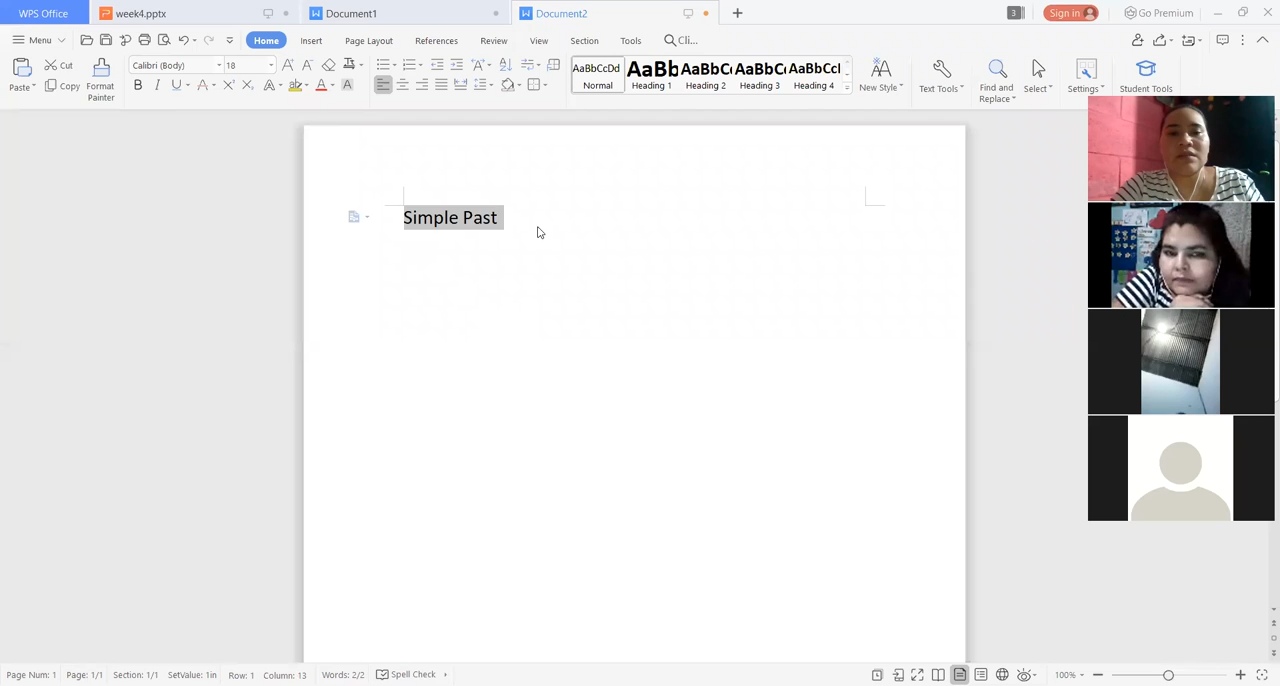 WPS Office
week4.pptx
Document1
Document2
3
Sign in
Go Premium
Menu
Home
Insert
Page Layout
References
Review
View
Section
Tools
Cli...
Paste
Cut
Copy
Format
Painter
Calibri (Body)
18
AaBbCcDd
Normal
AaBb
Heading 1
AaBbC
Heading 2
AaBbC
Heading 3
AaBbCcl
Heading 4
New Style
Text Tools
Find and
Replace
Select
Settings
Student Tools
Simple Past
Page Num: 1
Page: 1/1
Section: 1/1
SetValue: 1in
Row: 1
Column: 13
Words: 2/2
Spell Check
100%